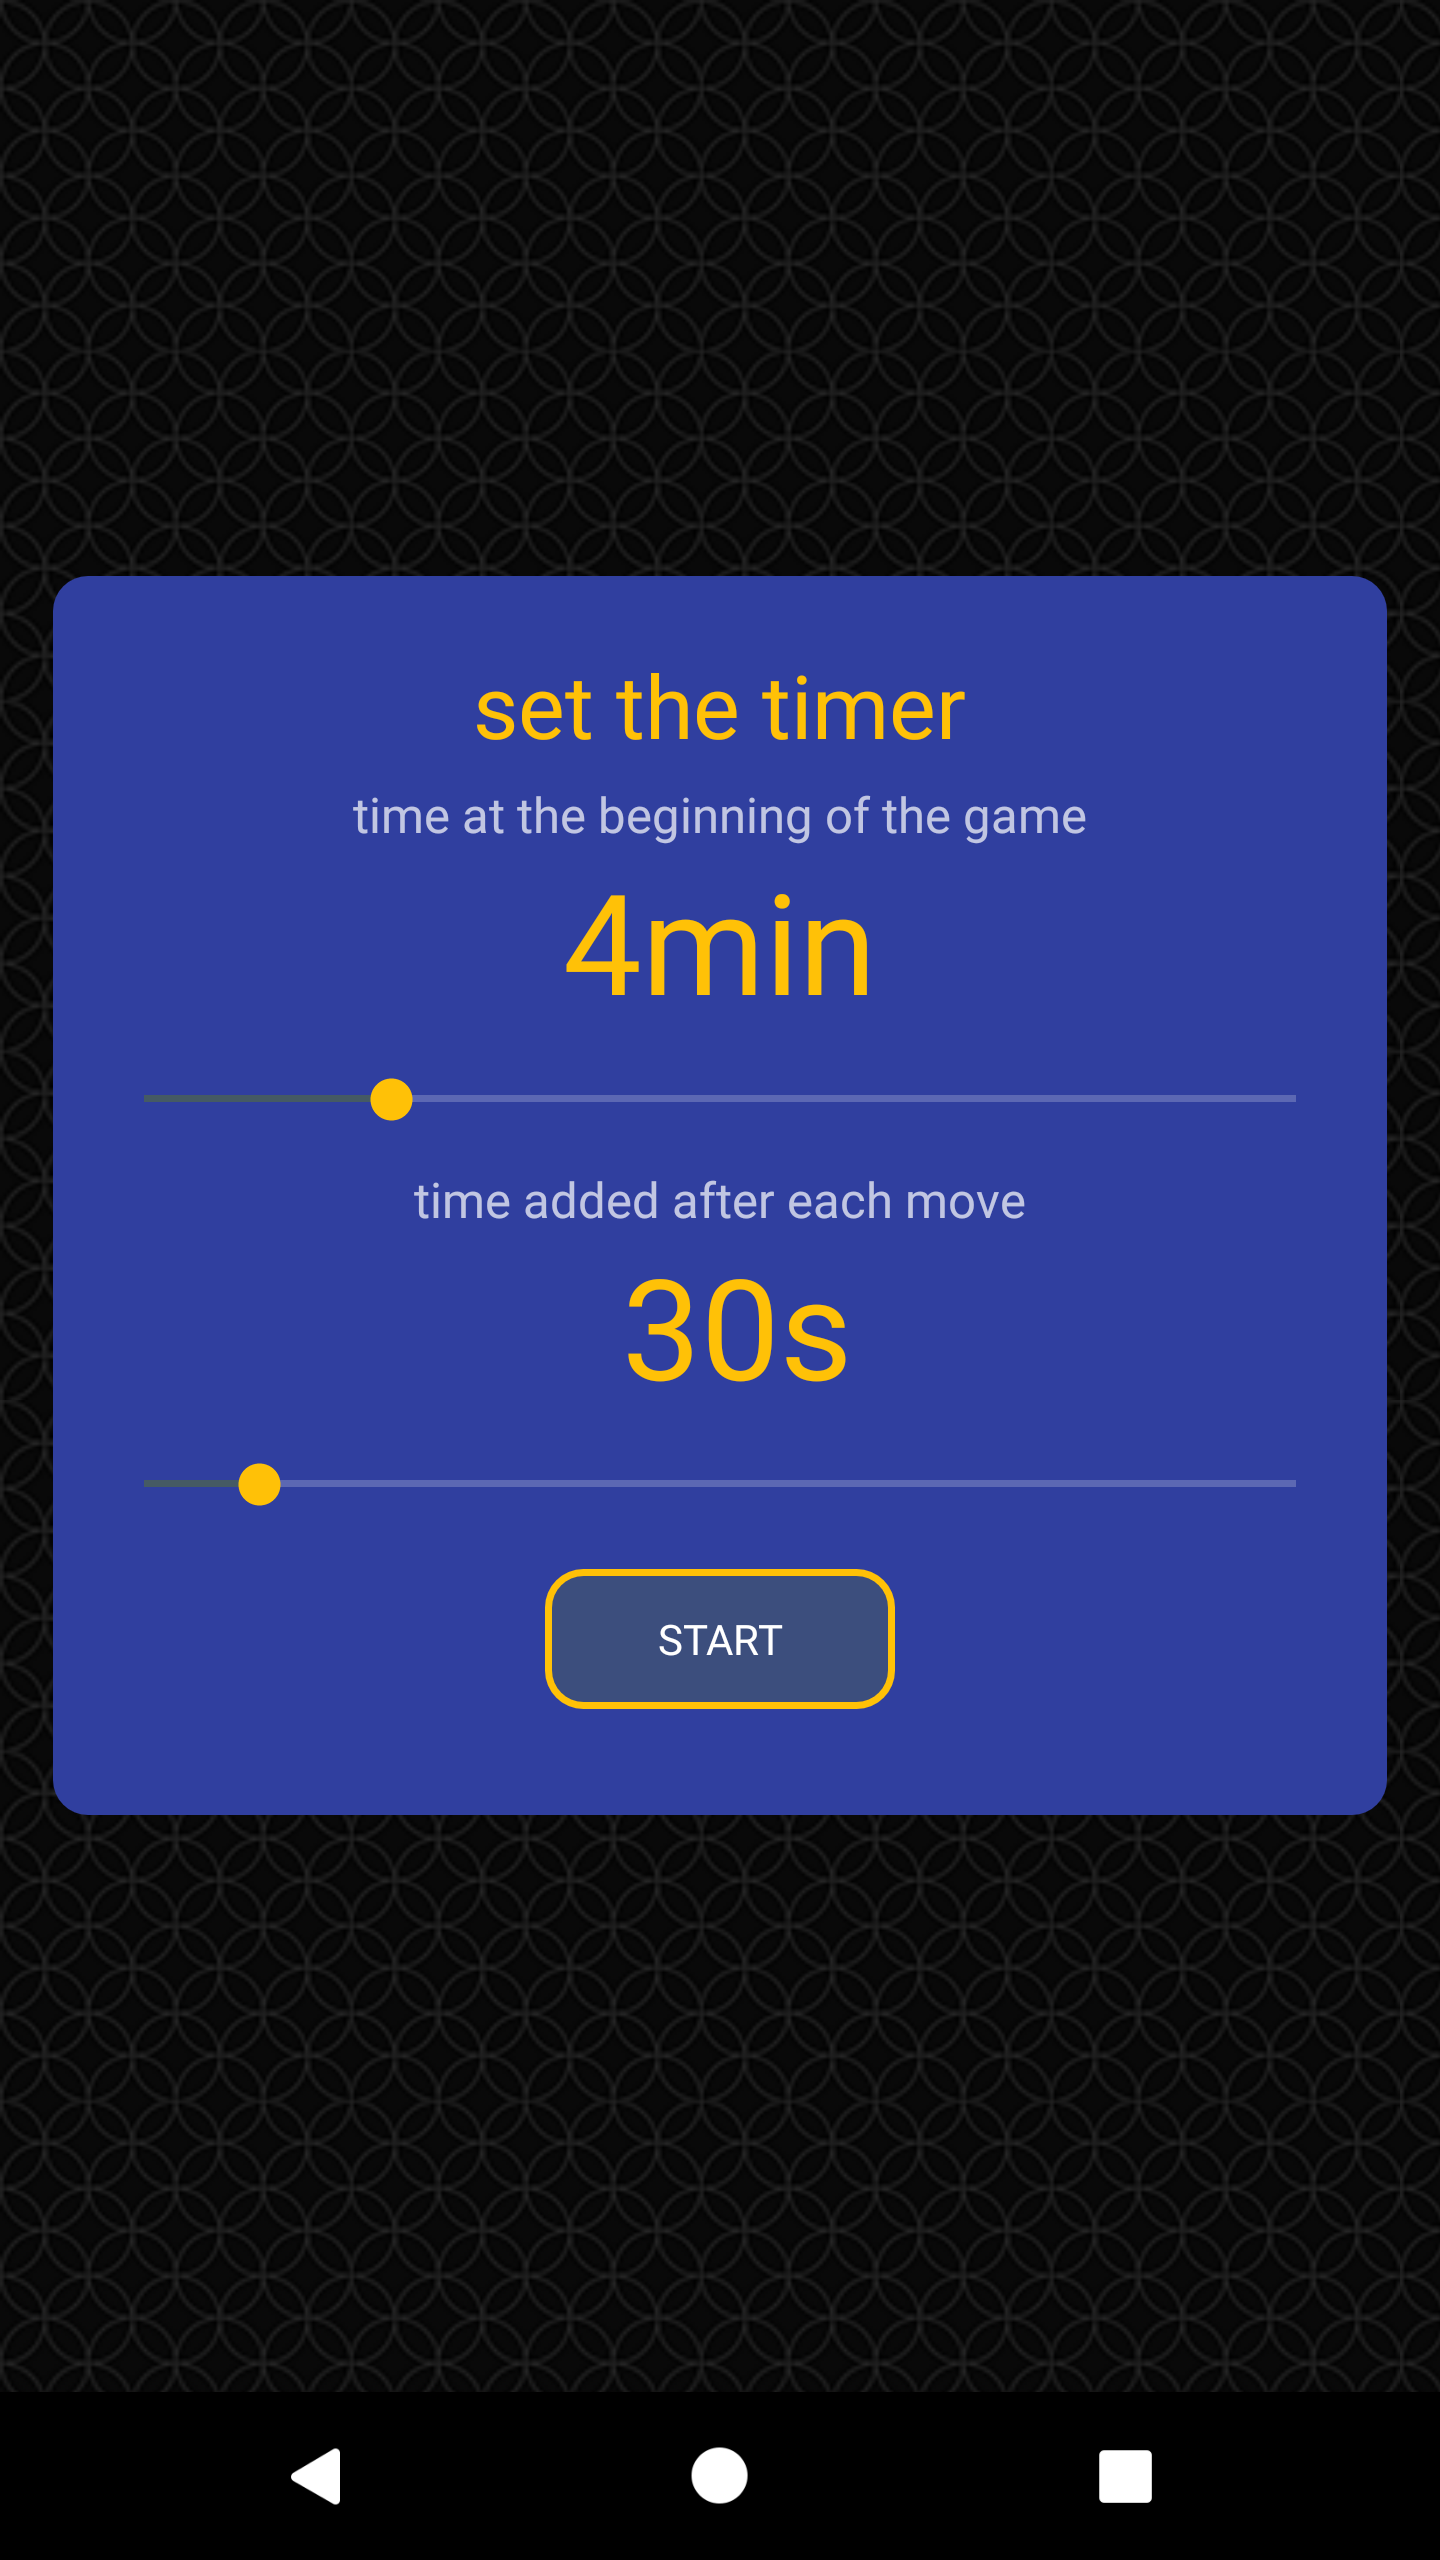 set the timer
time at the beginning of the game
4min
time added after each move
30s
START